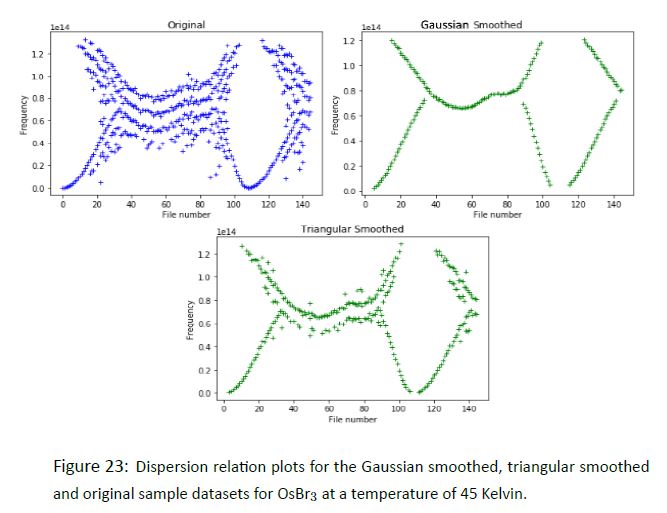 Original
1e14
Frequency
1.2
1.0
0.8
0.6
0.4
0.2
0.0
0 20 40 60 80 100 120 140
File number
Gaussian Smoothed
1e14
Frequency
1.2
1.0
0.8
0.6
0.4
0.2
0.0
0 20 40 60 80 100 120 140
File number
Triangular Smoothed
1e14
Frequency
1.2
1.0
0.8
0.6
0.4
0.2
0.0
0 20 40 60 80 100 120 140
File number
Figure 23: Dispersion relation plots for the Gaussian smoothed, triangular smoothed
and original sample datasets for OsBr3 at a temperature of 45 Kelvin.